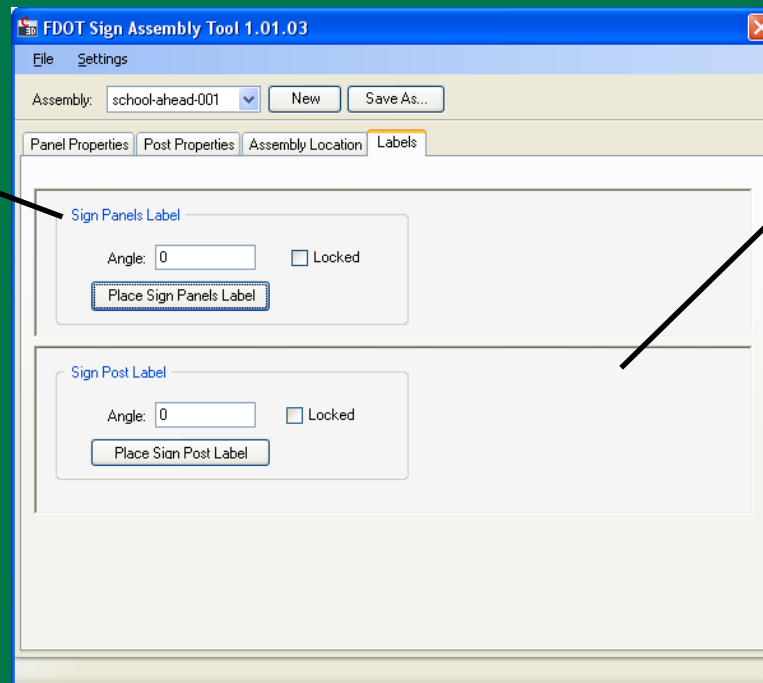 FDOT Sign Assembly Tool 1.01.03
File Settings
Assembly: school-ahead-001 New Save As...
Panel Properties Post Properties Assembly Location Labels
Sign Panels Label
Angle: 0 Locked
Place Sign Panels Label
Sign Post Label
Angle: 0 Locked
Place Sign Post Label